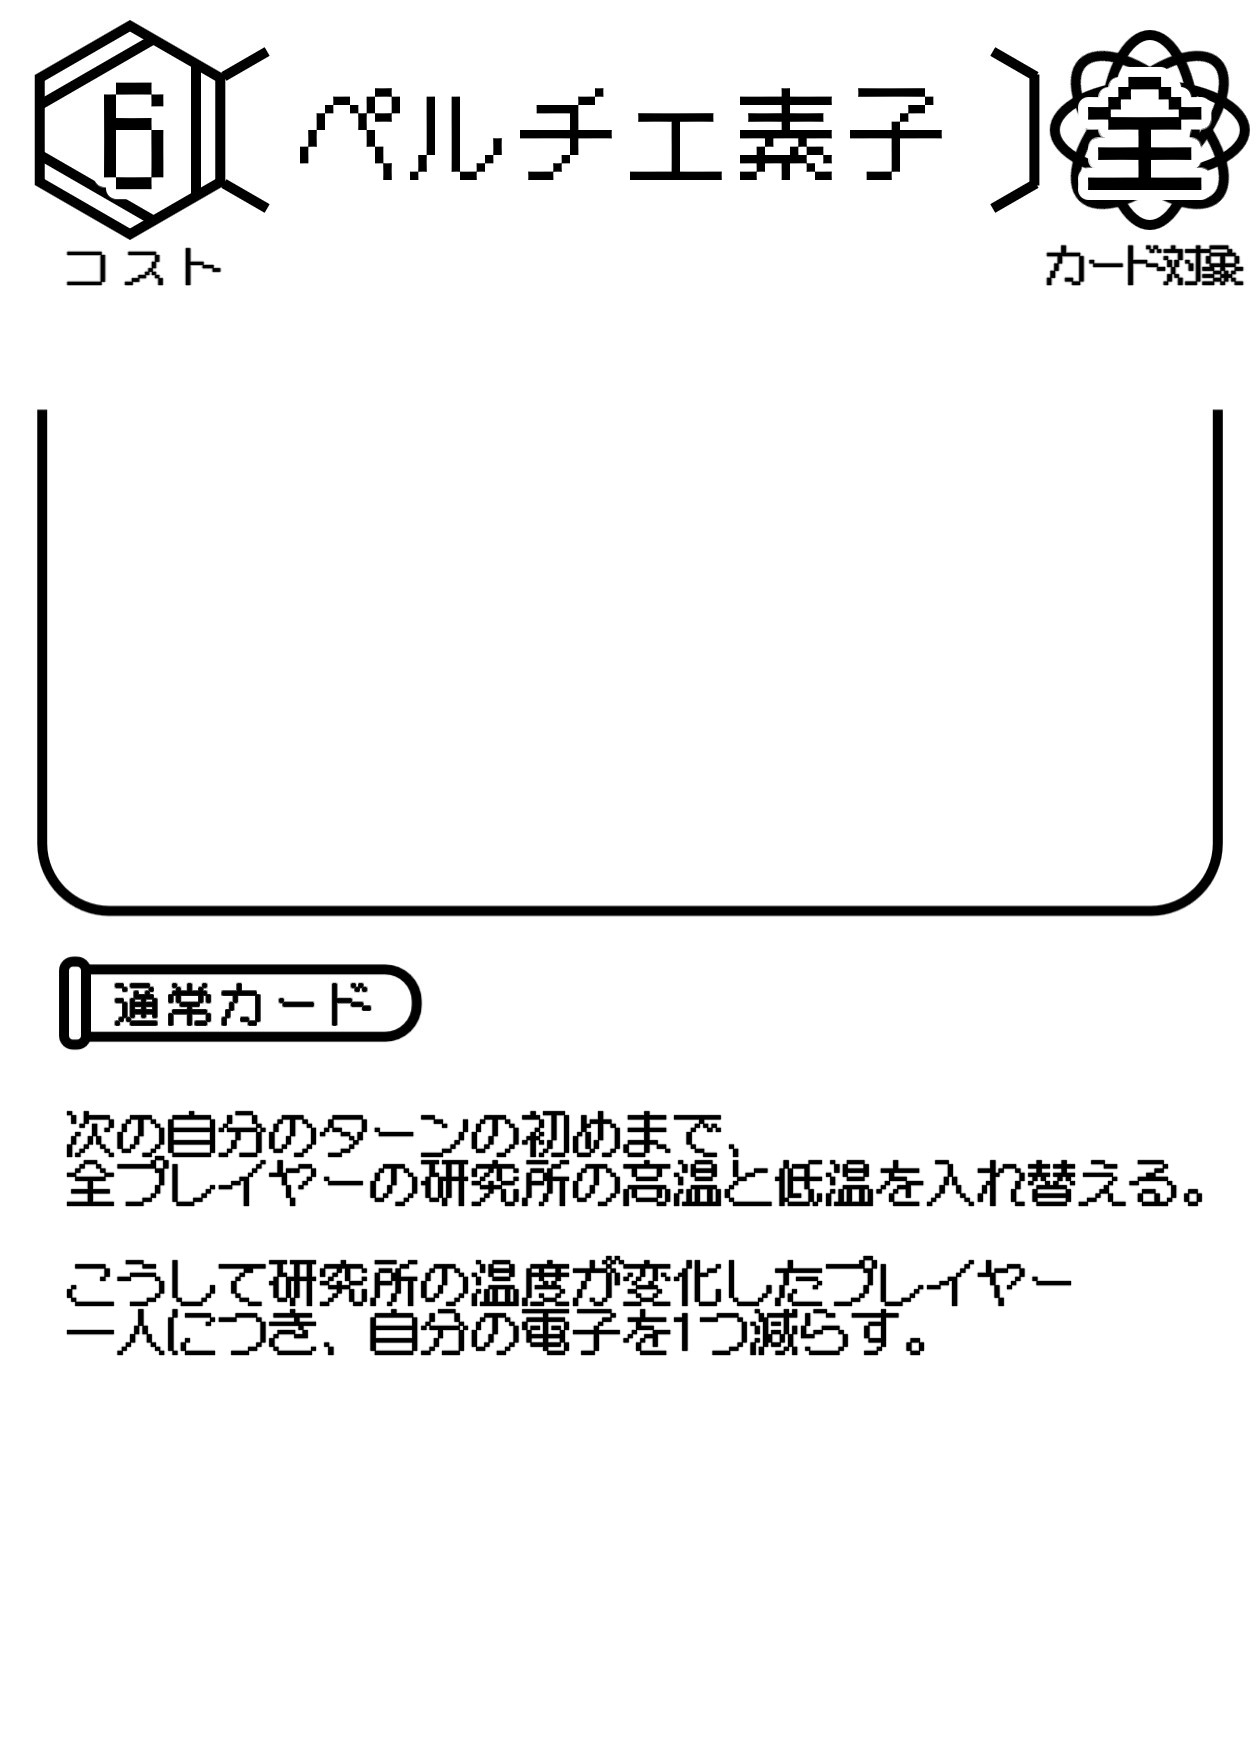 6
ペルチェ素子
全
コスト
カード対象
通常カード
次の自分のターンの初めまで、
全プレイヤーの研究所の高温と低温を入れ替える。
こうして研究所の温度が変化したプレイヤー
一人につき、自分の電子を1つ減らす。